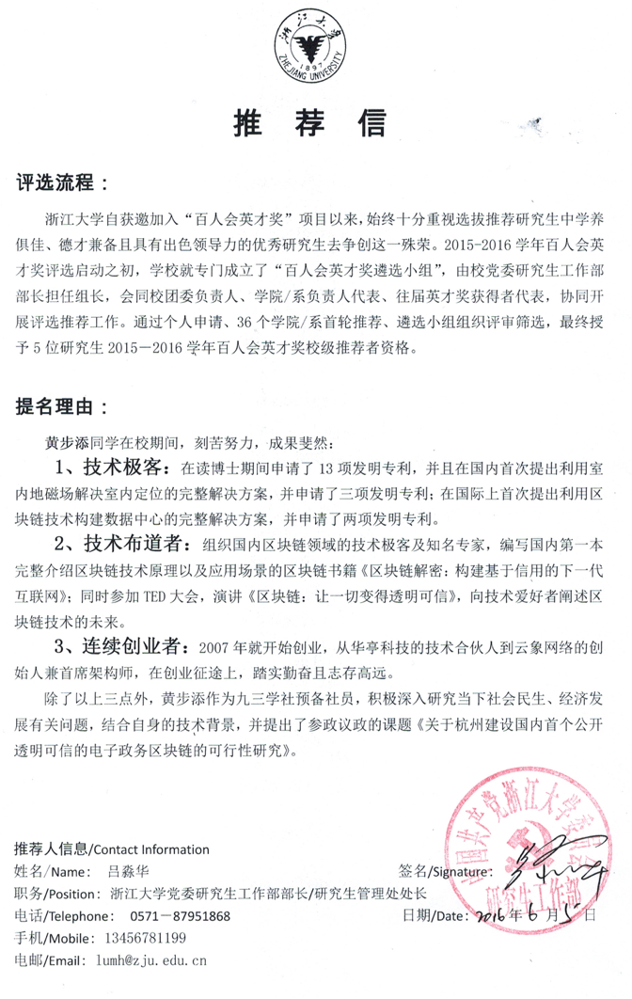 浙江大学
1897
ZHEJIANG UNIVERSITY
推荐信
评选流程：
浙江大学自获邀加入“百人会英才奖”项目以来,始终十分重视选拔推荐研究生中学养
俱佳、德才兼备且具有出色领导力的优秀研究生去争创这一殊荣。2015-2016 学年百人会英
才奖评选启动之初，学校就专门成立了“百人会英才奖遴选小组”，由校党委研究生工作部
部长担任组长，会同校团委负责人、学院/系负责人代表、往届英才奖获得者代表，协同开
展评选推荐工作。通过个人申请、36 个学院/系首轮推荐、遴选小组组织评审筛选，最终授
予 5 位研究生 2015－2016 学年百人会英才奖校级推荐者资格。
提名理由：
黄步添同学在校期间，刻苦努力，成果斐然：
1、技术极客：在读博士期间申请了 13 项发明专利，并且在国内首次提出利用室
内地磁场解决室内定位的完整解决方案，并申请了三项发明专利；在国际上首次提出利用区
块链技术构建数据中心的完整解决方案，并申请了两项发明专利。
2、技术布道者：组织国内区块链领域的技术极客及知名专家，编写国内第一本
完整介绍区块链技术原理以及应用场景的区块链书籍《区块链解密：构建基于信用的下一代
互联网》；同时参加 TED 大会，演讲《区块链：让一切变得透明可信》，向技术爱好者阐述区
块链技术的未来。
3、连续创业者：2007 年就开始创业，从华亭科技的技术合伙人到云象网络的创
始人兼首席架构师，在创业征途上，踏实勤奋且志存高远。
除了以上三点外，黄步添作为九三学社预备社员，积极深入研究当下社会民生、经济发
展有关问题，结合自身的技术背景，并提出了参政议政的课题《关于杭州建设国内首个公开
透明可信的电子政务区块链的可行性研究》。
推荐人信息/Contact Information
姓名/Name： 吕淼华
签名/Signature：
职务/Position：浙江大学党委研究生工作部部长/研究生管理处处长
电话/Telephone： 0571－87951868
日期/Date：2016 年 6 月 5 日
手机/Mobile：13456781199
电邮/Email：lumh@zju.edu.cn
中国共产党浙江大学委员会
研究生工作部